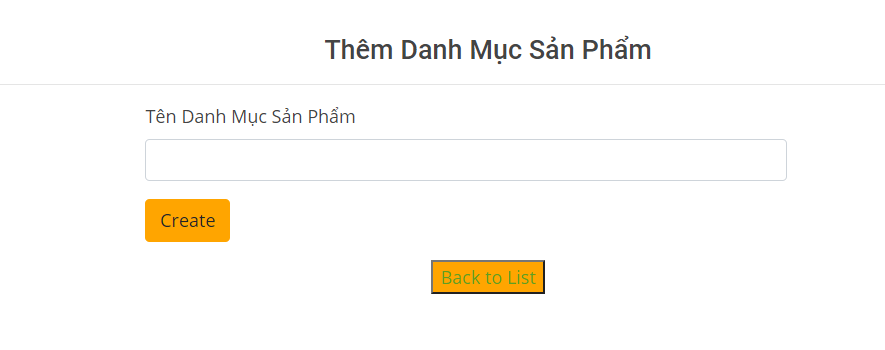 Thêm Danh Mục Sản Phẩm
Tên Danh Mục Sản Phẩm
Create
Back to List